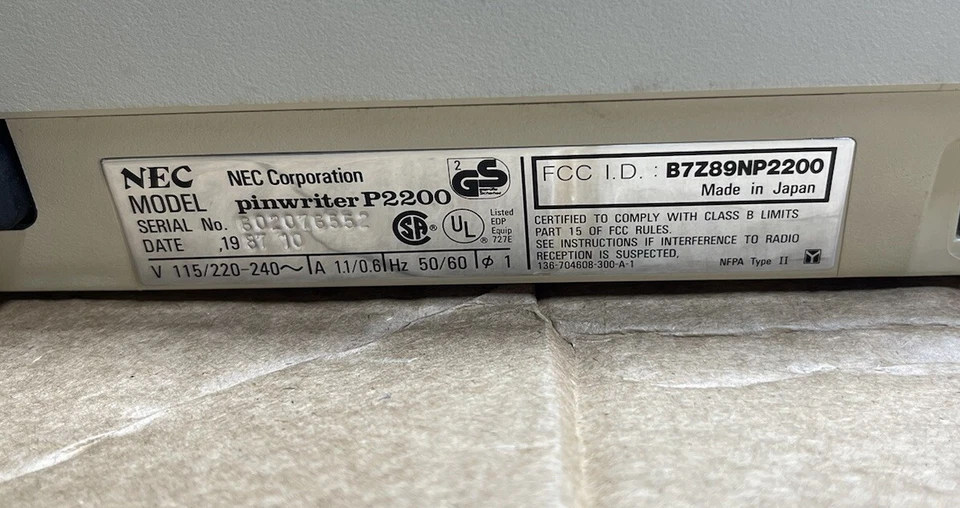 NEC NEC Corporation
MODEL pinwriter P2200
SERIAL No. 502076552
DATE ,19 87 10
V 115/220-240~ A 1.1/0.6 Hz 50/60 ϕ 1
2 GS
SA ®
UL ®
Listed
EDP
Equip
727E
FCC I.D. : B7Z89NP2200
Made in Japan
CERTIFIED TO COMPLY WITH CLASS B LIMITS
PART 15 OF FCC RULES.
SEE INSTRUCTIONS IF INTERFERENCE TO RADIO
RECEPTION IS SUSPECTED,
136-704608-300-A-1 NFPA Type II Y